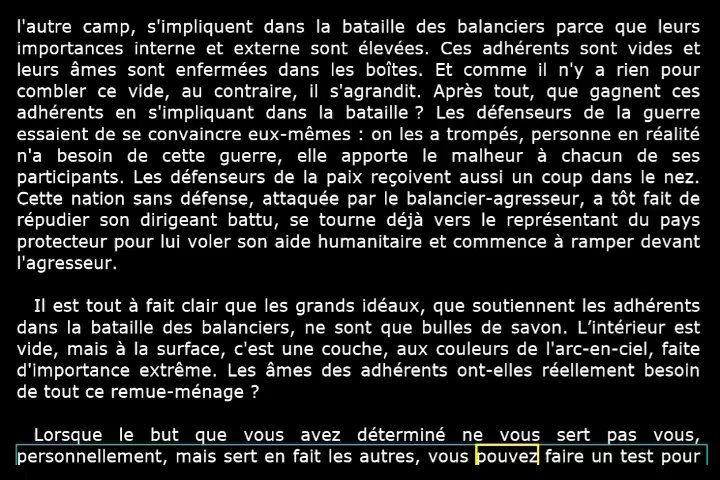 l'autre camp, s'impliquent dans la bataille des balanciers parce que leurs
importances interne et externe sont élevées. Ces adhérents sont vides et
leurs âmes sont enfermées dans les boîtes. Et comme il n'y a rien pour
combler ce vide, au contraire, il s'agrandit. Après tout, que gagnent ces
adhérents en s'impliquant dans la bataille ? Les défenseurs de la guerre
essaient de se convaincre eux-mêmes : on les a trompés, personne en réalité
n'a besoin de cette guerre, elle apporte le malheur à chacun de ses
participants. Les défenseurs de la paix reçoivent aussi un coup dans le nez.
Cette nation sans défense, attaquée par le balancier-agresseur, a tôt fait de
répudier son dirigeant battu, se tourne déjà vers le représentant du pays
protecteur pour lui voler son aide humanitaire et commence à ramper devant
l'agresseur.
Il est tout à fait clair que les grands idéaux, que soutiennent les adhérents
dans la bataille des balanciers, ne sont que bulles de savon. L’intérieur est
vide, mais à la surface, c'est une couche, aux couleurs de l'arc-en-ciel, faite
d'importance extrême. Les âmes des adhérents ont-elles réellement besoin
de tout ce remue-ménage ?
Lorsque le but que vous avez déterminé ne vous sert pas vous,
personnellement, mais sert en fait les autres, vous pouvez faire un test pour